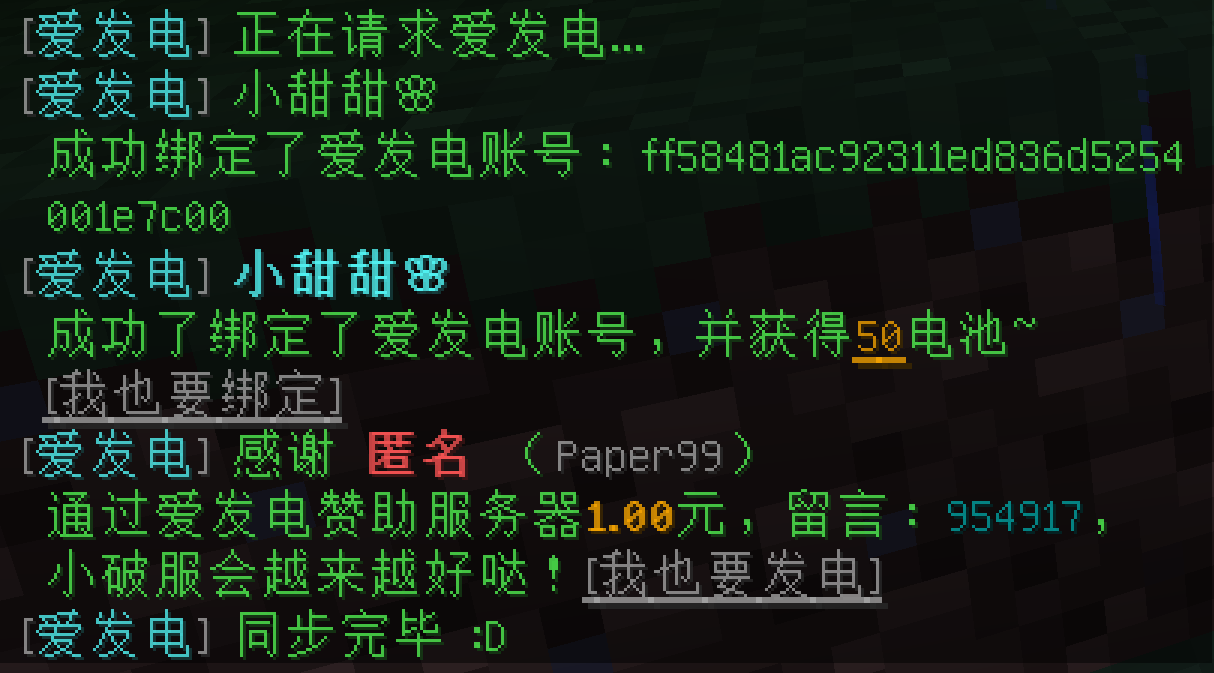 [爱发电] 正在请求爱发电...
[爱发电] 小甜甜🌸
成功绑定了爱发电账号：ff58481ac92311ed836d5254
001e7c00
[爱发电] 小甜甜🌸
成功了绑定了爱发电账号，并获得50电池~
[我也要绑定]
[爱发电] 感谢 匿名 （Paper99）
通过爱发电赞助服务器1.00元，留言：954917，
小破服会越来越好哒！[我也要发电]
[爱发电] 同步完毕 :D